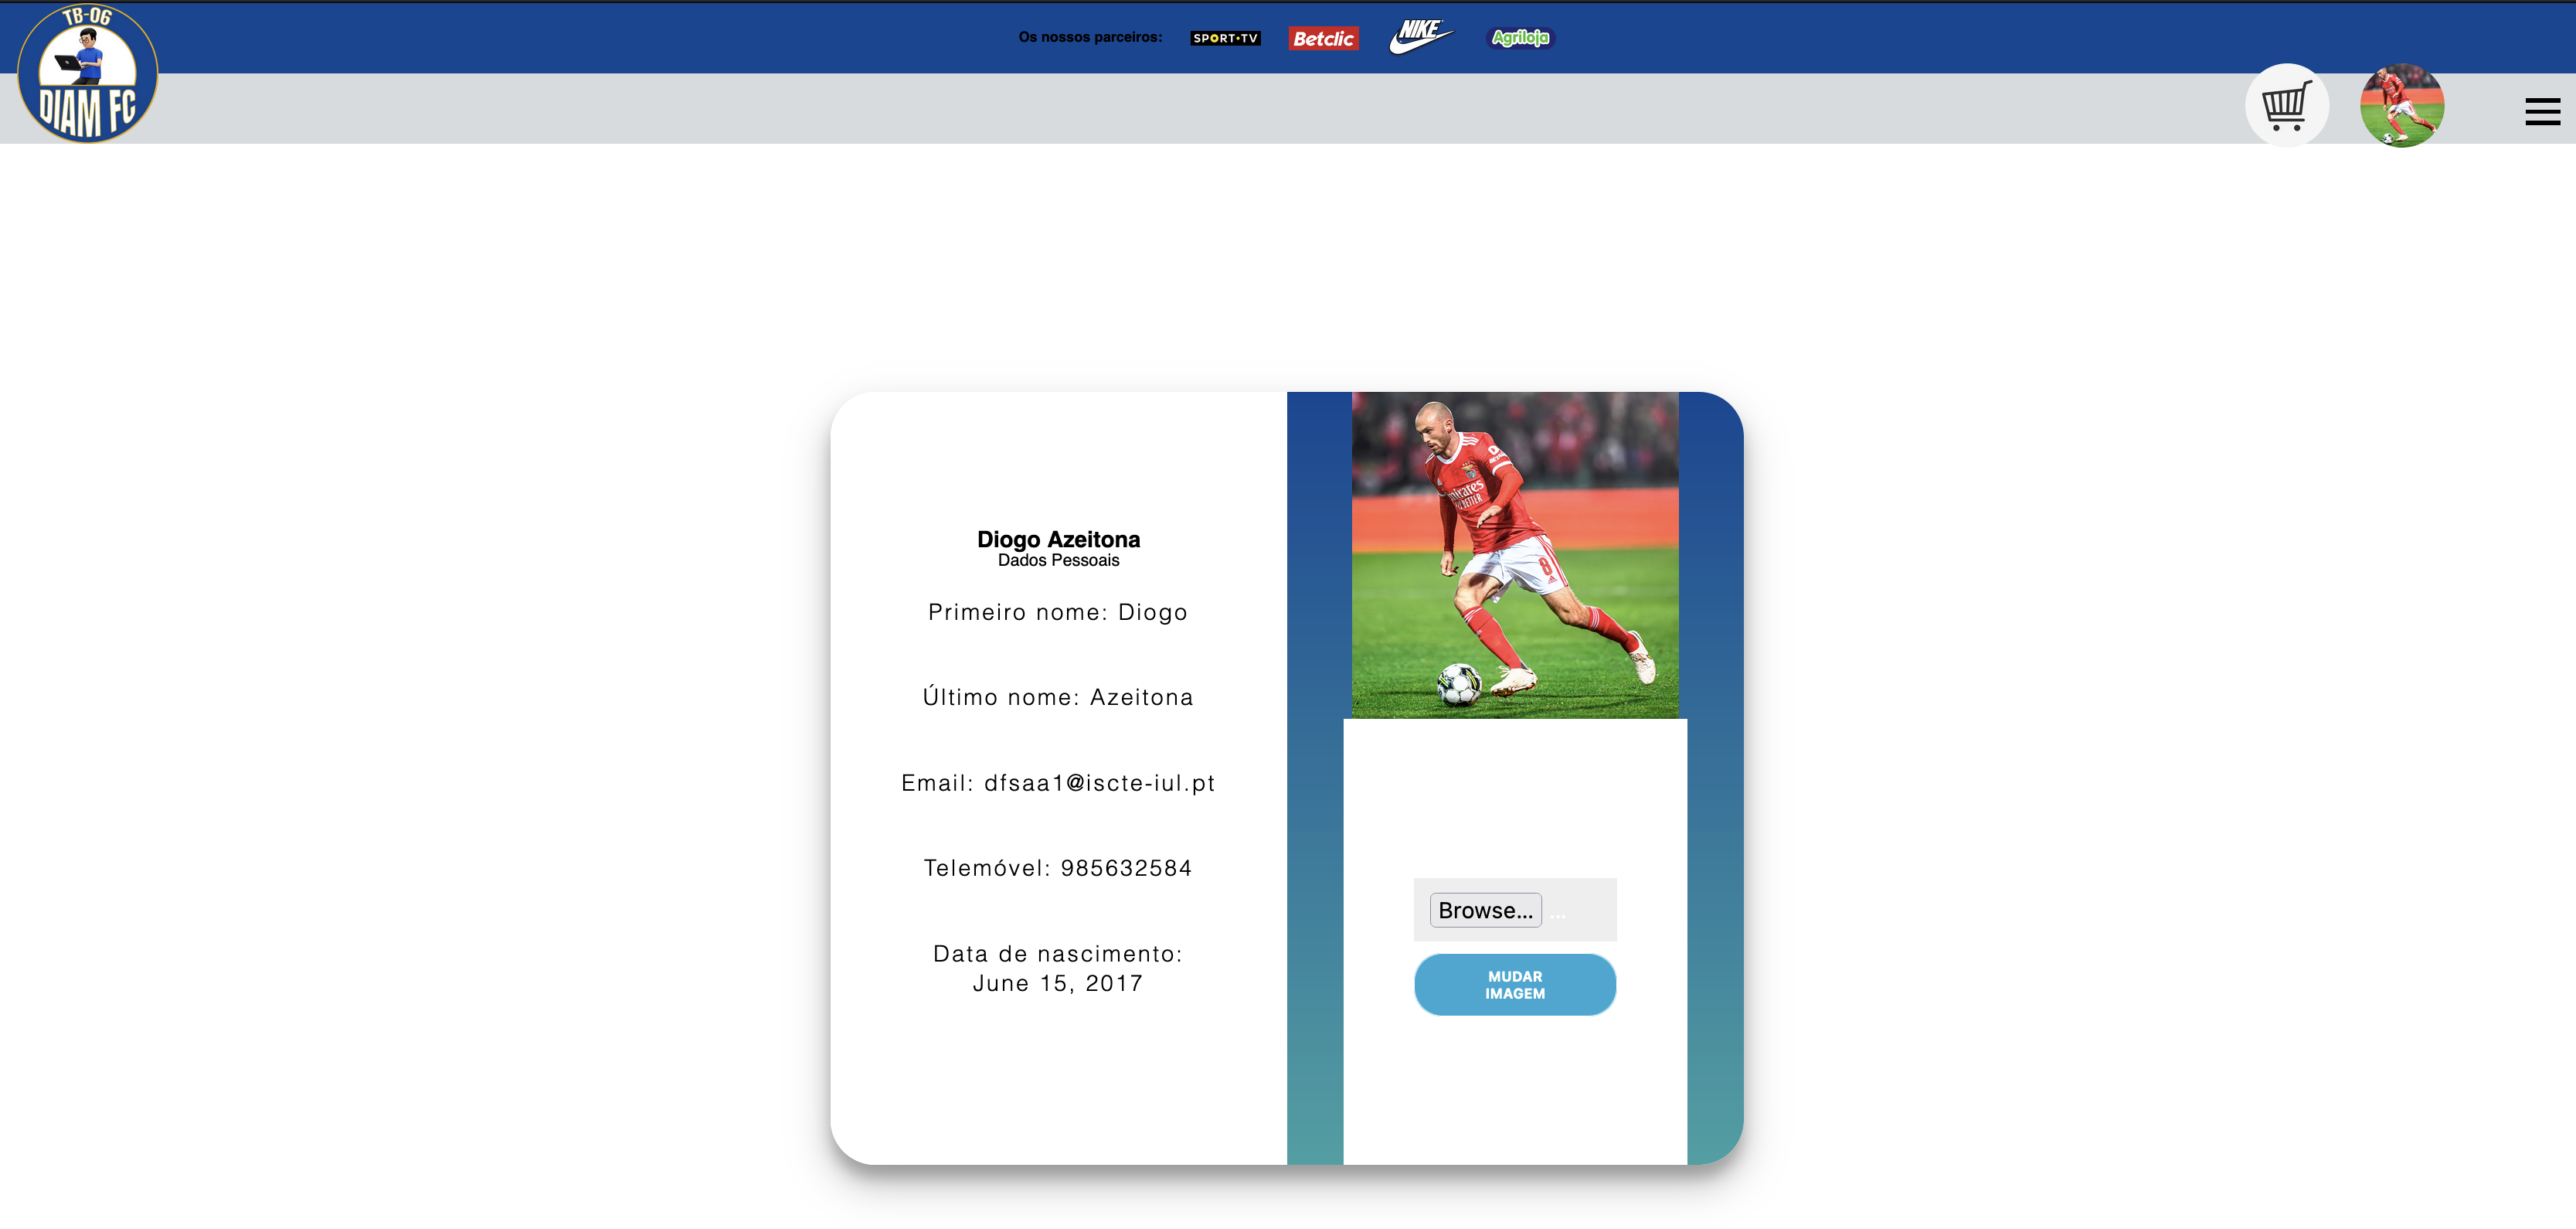 TB-06
DIAM FC
Os nossos parceiros:
SPORT·TV
Betclic
NIKE
Agriloja
Diogo Azeitona
Dados Pessoais
Primeiro nome: Diogo
Último nome: Azeitona
Email: dfsaa1@iscte-iul.pt
Telemóvel: 985632584
Data de nascimento:
June 15, 2017
8
Browse... ...
MUDAR
IMAGEM